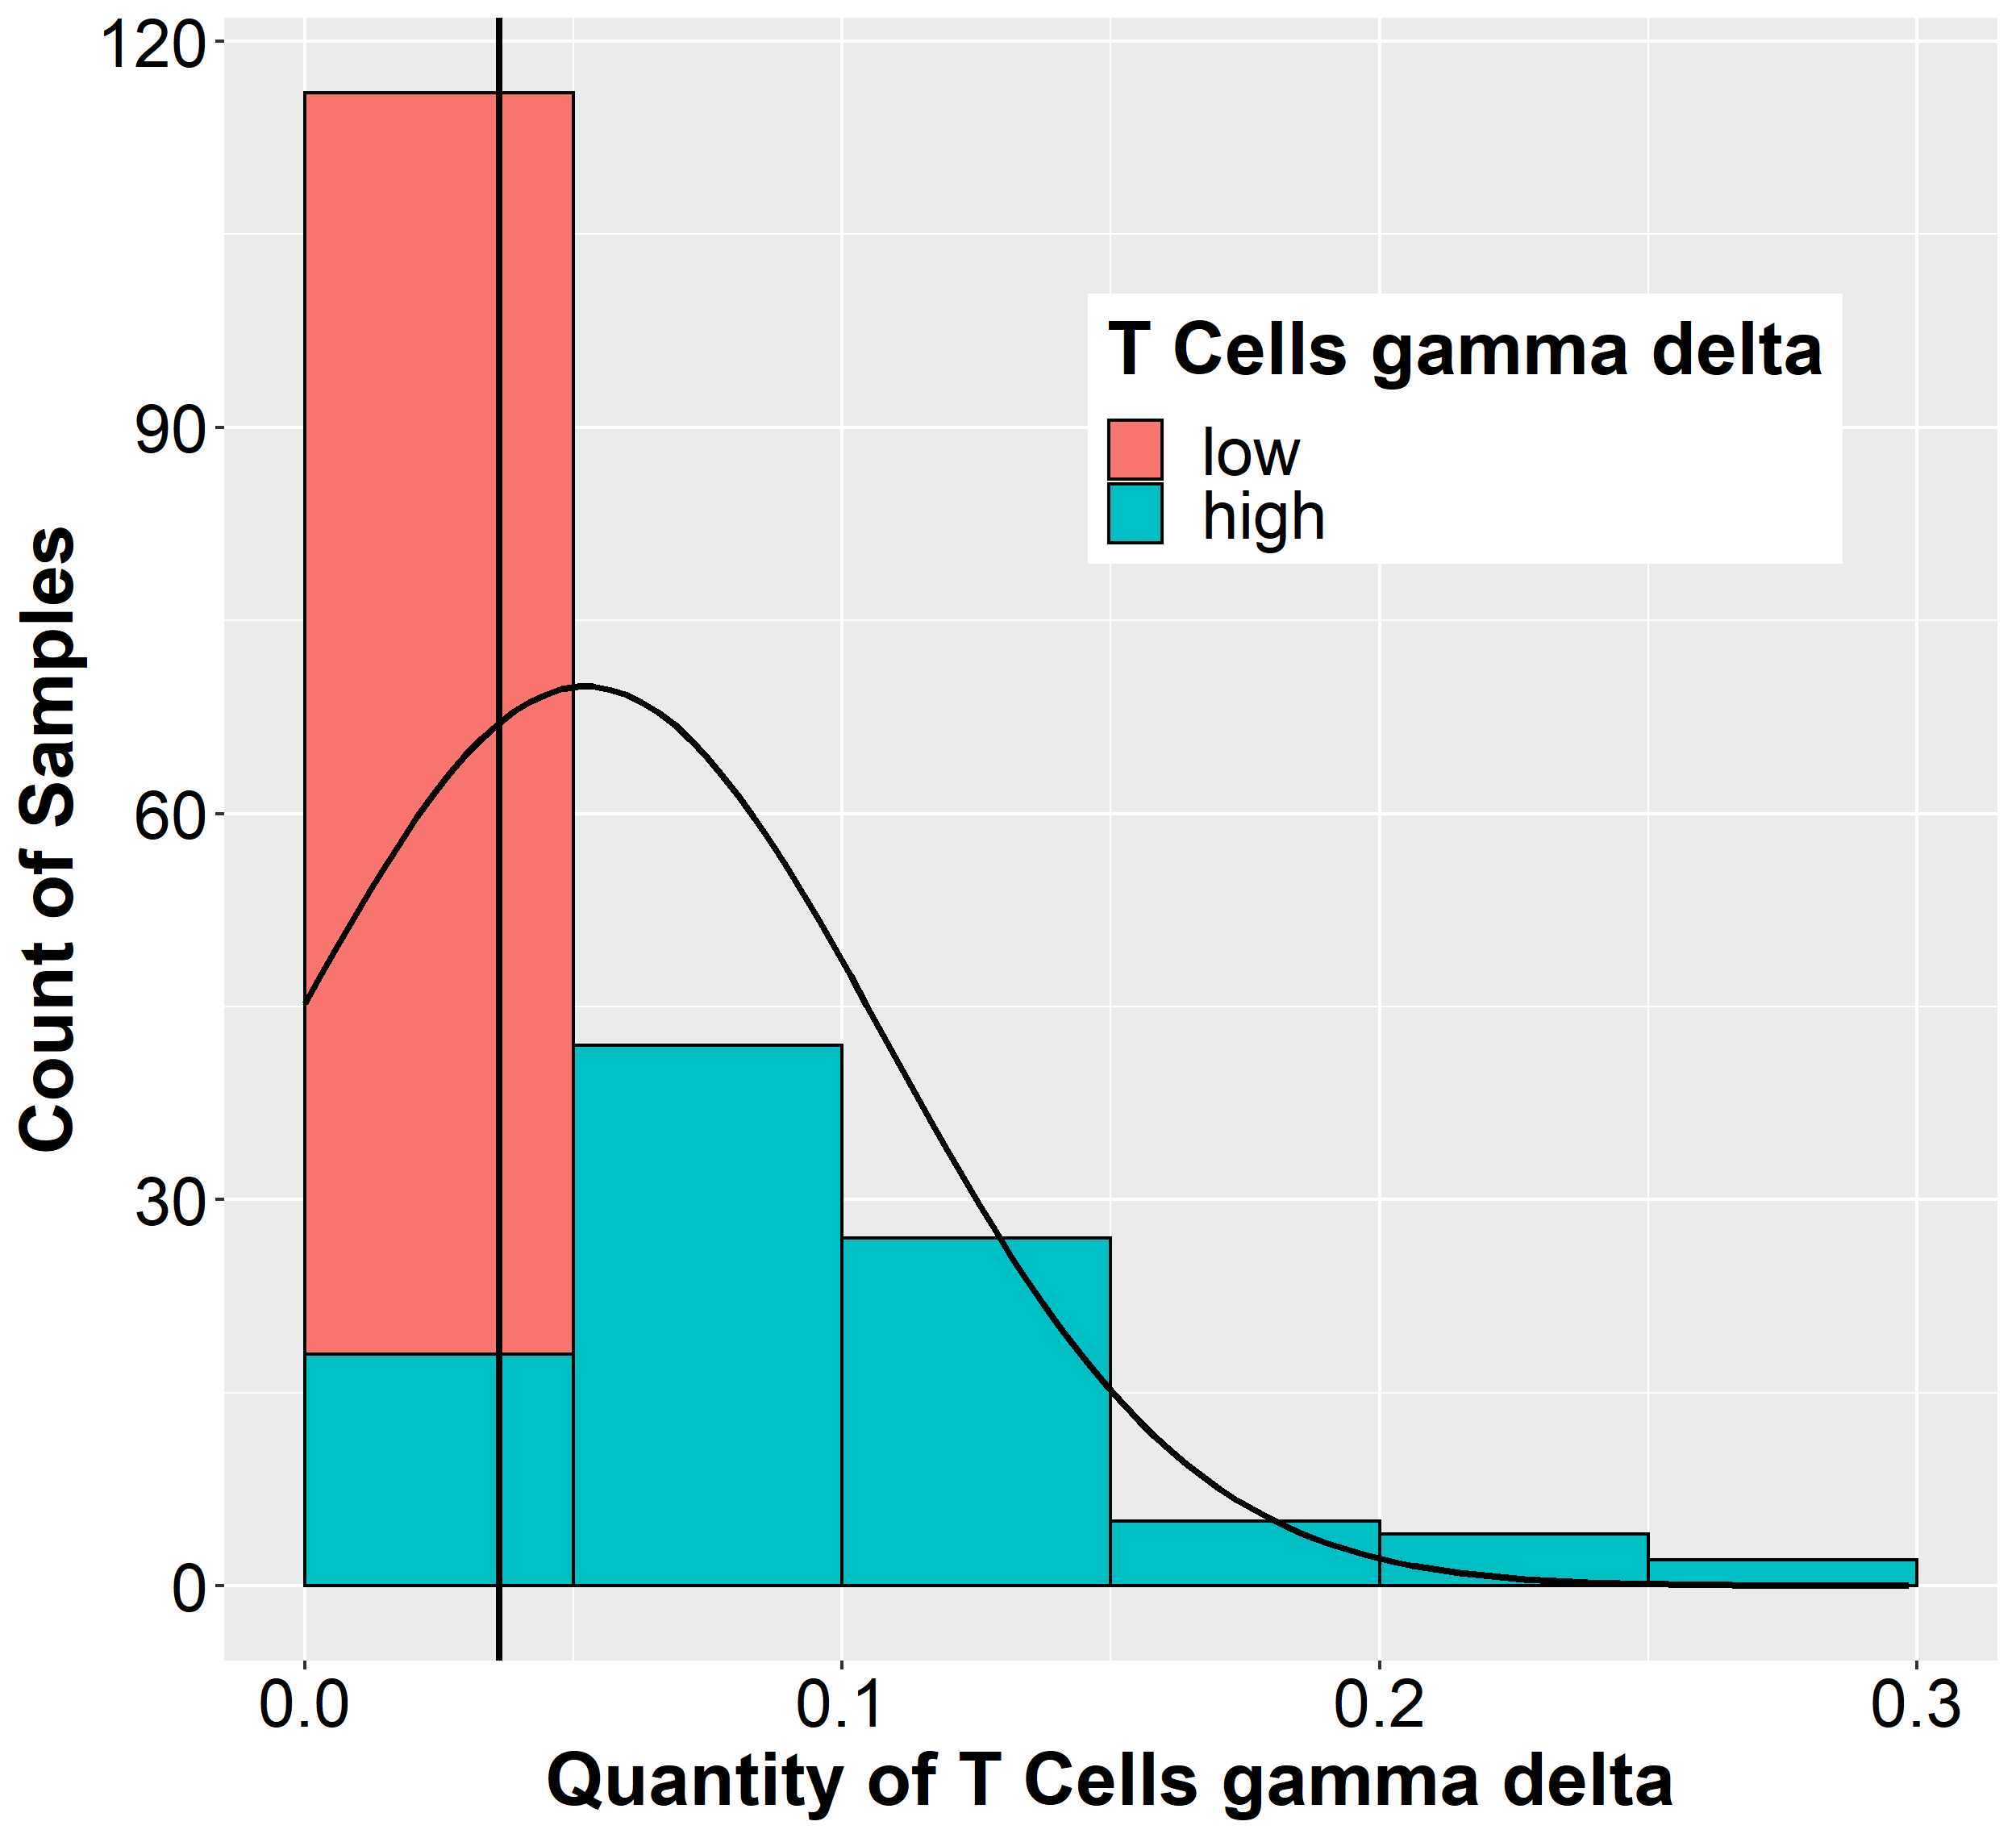 120
90
60
30
0
Count of Samples
T Cells gamma delta
low
high
0.0 0.1 0.2 0.3
Quantity of T Cells gamma delta